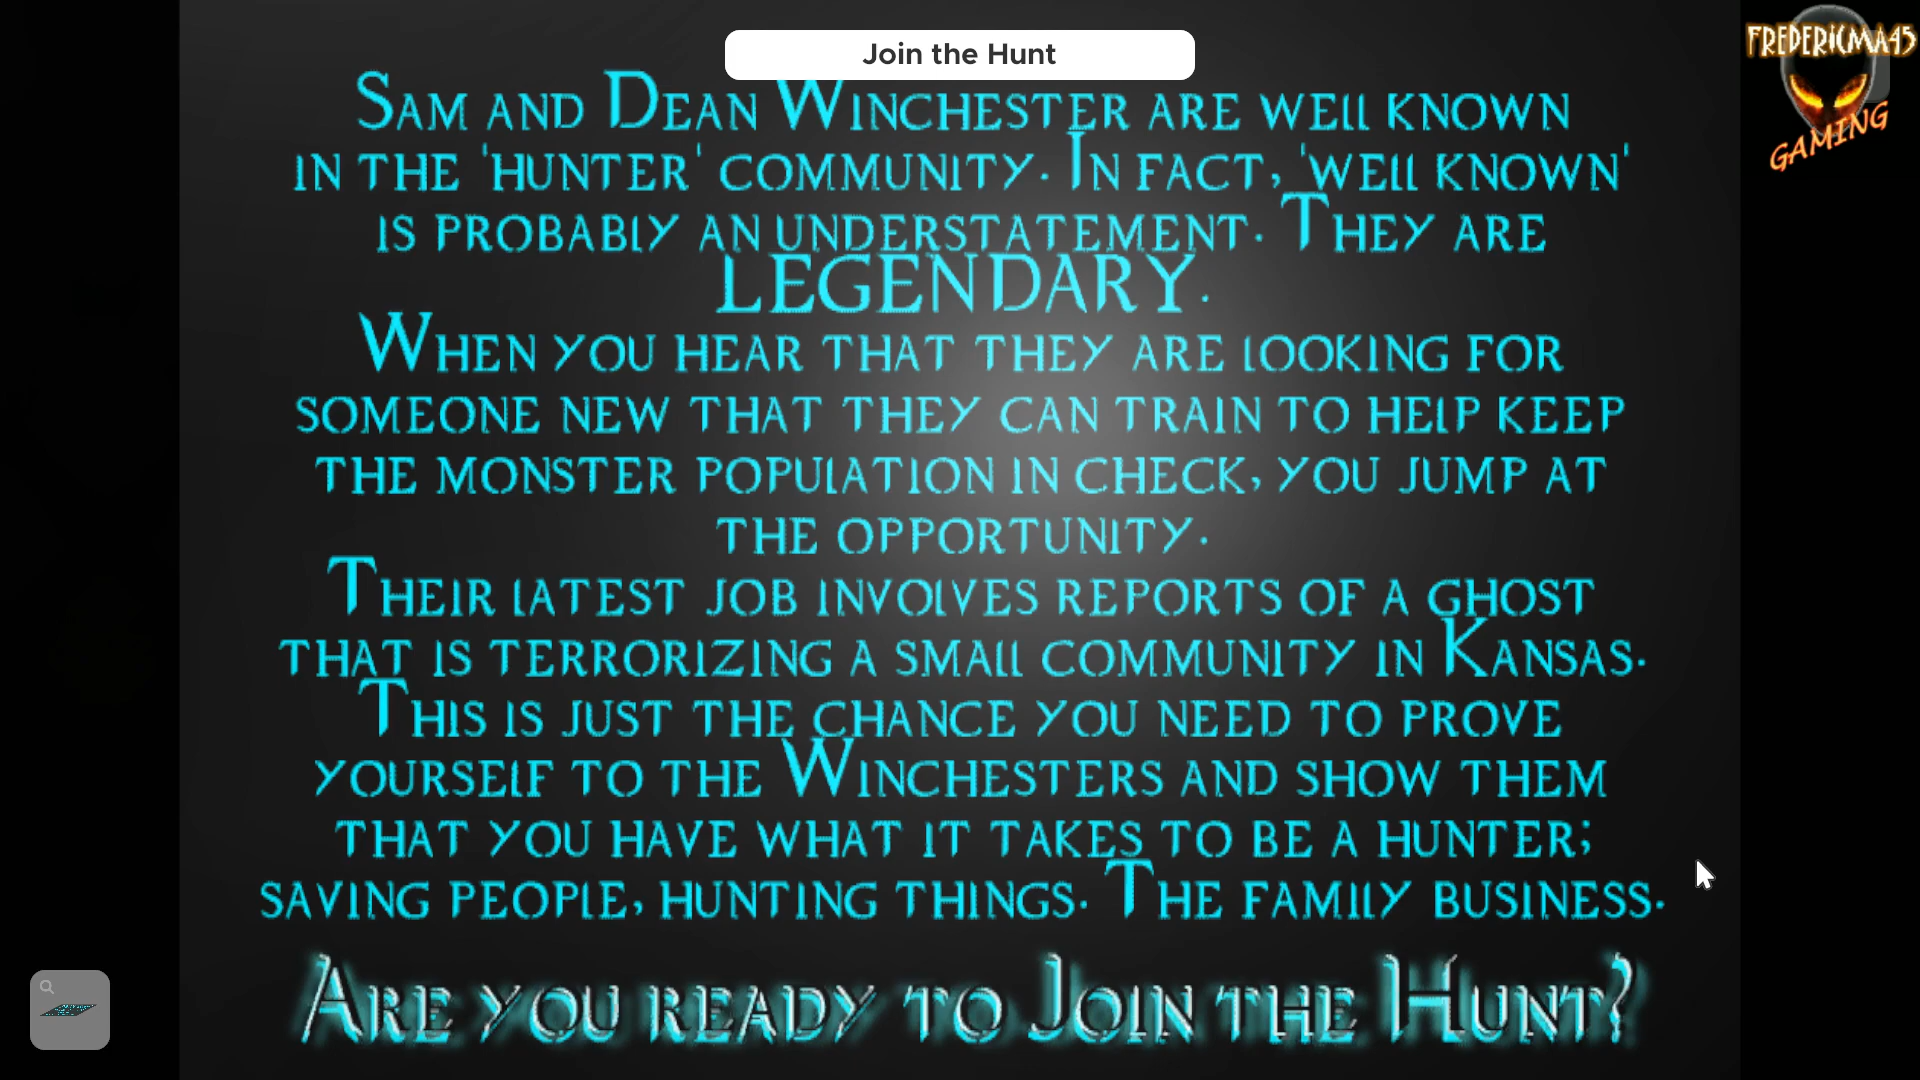 Join the Hunt
FREDERICMA45
GAMING
Sam and Dean Winchester are well known
in the 'hunter' community. In fact, 'well known'
is probably an understatement. They are
LEGENDARY.
When you hear that they are looking for
someone new that they can train to help keep
the monster population in check, you jump at
the opportunity.
Their latest job involves reports of a ghost
that is terrorizing a small community in Kansas.
This is just the chance you need to prove
yourself to the Winchesters and show them
that you have what it takes to be a hunter;
saving people, hunting things. The family business.
Are you ready to Join the Hunt?